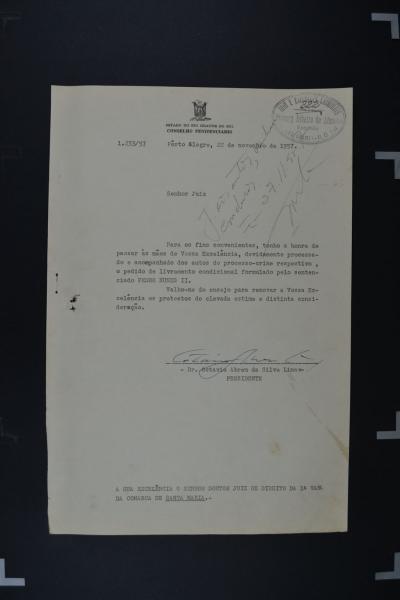 ESTADO DO RIO GRANDE DO SUL
CONSELHO PENITENCIÁRIO
1.233/57 Pôrto Alegre, 22 de novembro de 1957.
Senhor Juiz
Para os fins convenientes, tenho a honra de
passar às mãos de Vossa Excelência, devidamente processa-
do e acompanhado dos autos do processo-crime respectivo ,
o pedido de livramento condicional formulado pelo senten-
ciado PEDRO NUNES II.
Valho-me do ensejo para renovar a Vossa Ex-
celência os protestos de elevada estima e distinta consi-
deração.
- Dr. Octavio Abreu da Silva Lima-
PRESIDENTE
A SUA EXCELÊNCIA O SENHOR DOUTOR JUIZ DE DIREITO DA 1ª VARA
DA COMARCA DE SANTA MARIA.-